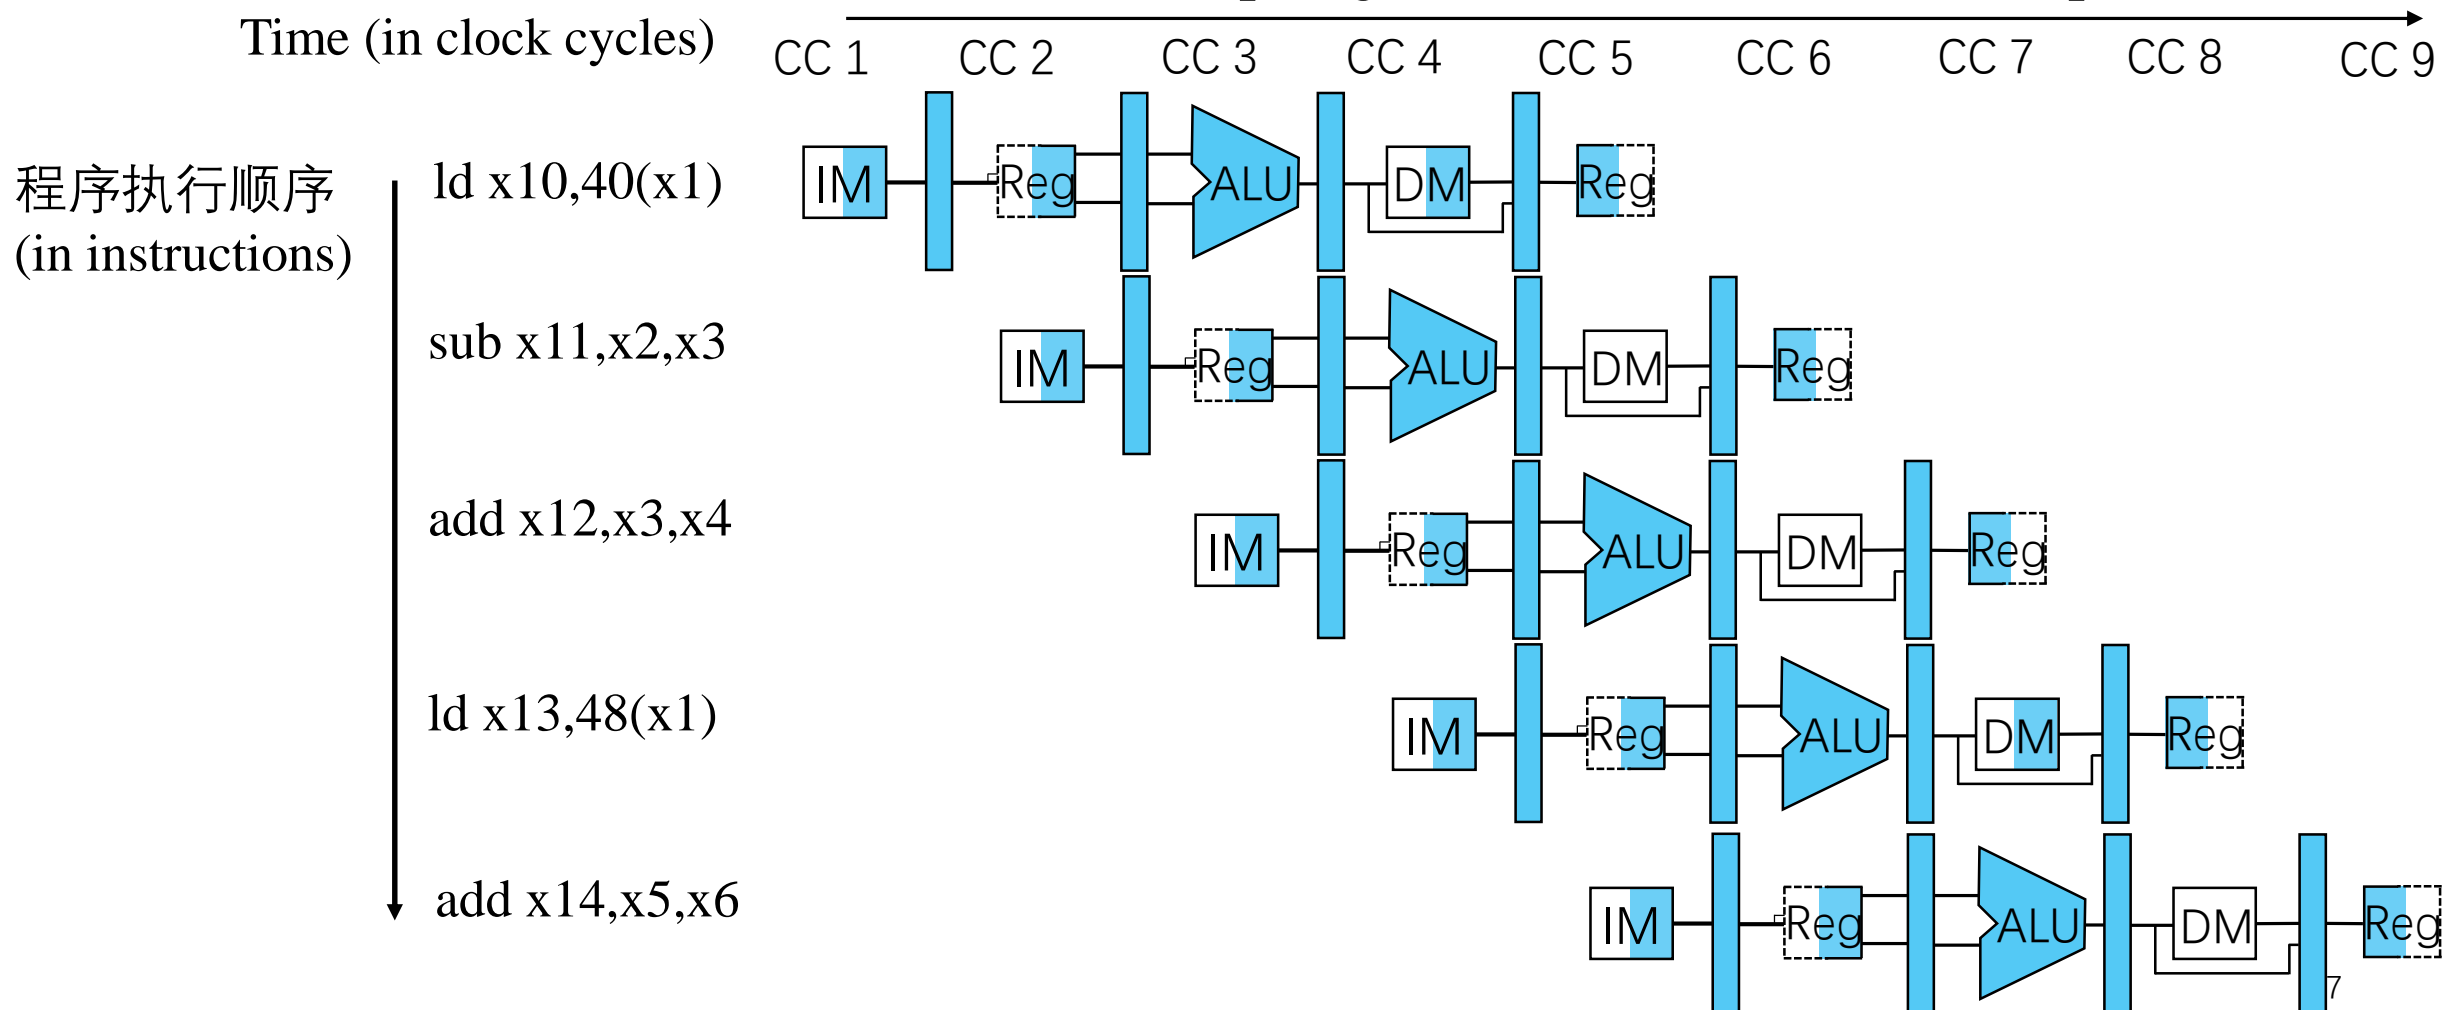 Time (in clock cycles)
CC 1 CC 2 CC 3 CC 4 CC 5 CC 6 CC 7 CC 8 CC 9
程序执行顺序
(in instructions)
ld x10,40(x1)
IM Reg ALU DM Reg
sub x11,x2,x3
IM Reg ALU DM Reg
add x12,x3,x4
IM Reg ALU DM Reg
ld x13,48(x1)
IM Reg ALU DM Reg
add x14,x5,x6
IM Reg ALU DM Reg
7